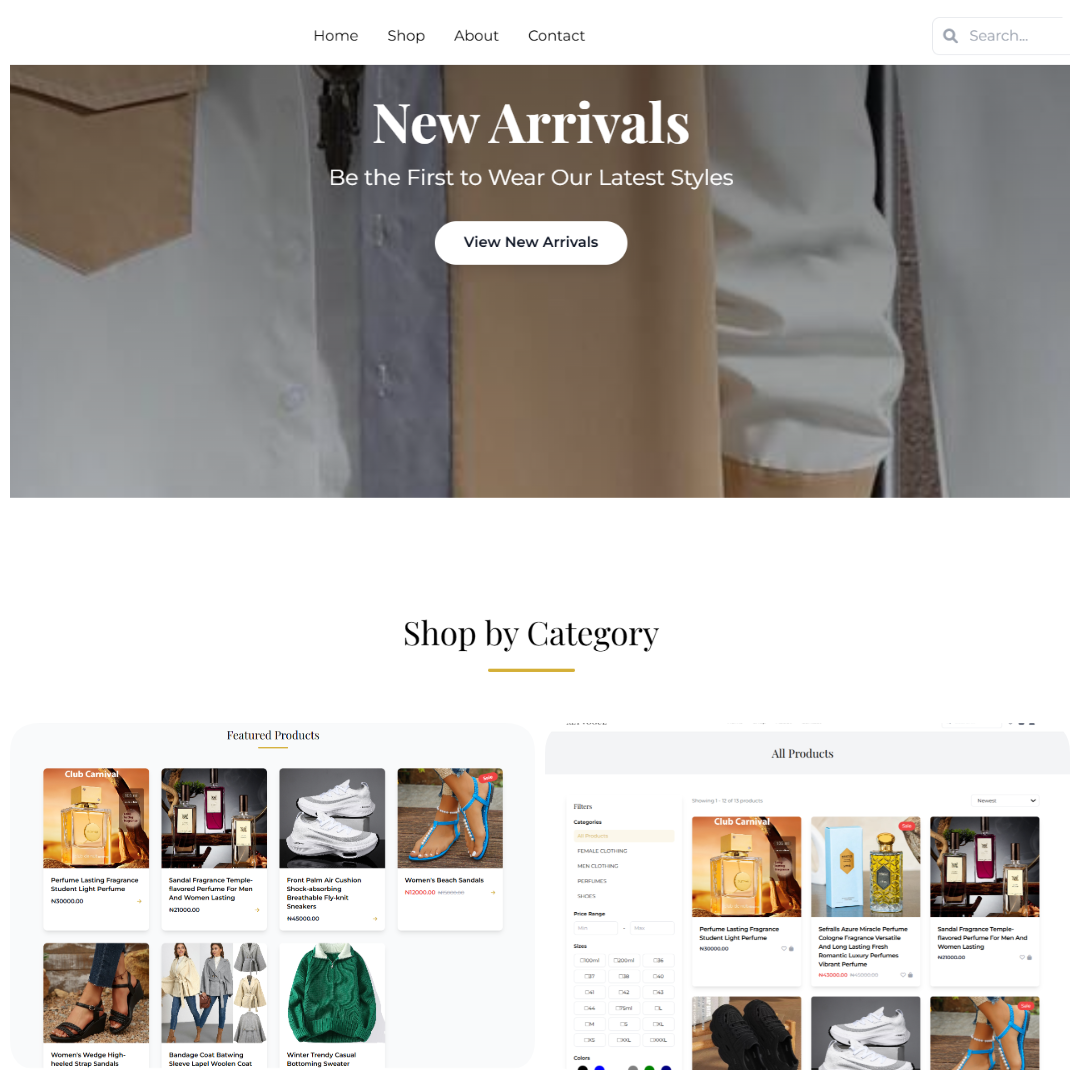 Home Shop About Contact
Search...
New Arrivals
Be the First to Wear Our Latest Styles
View New Arrivals
Shop by Category
Featured Products
Club Carnival
Sale
Perfume Lasting Fragrance
Student Light Perfume
₦30000.00
Sandal Fragrance Temple-
flavored Perfume For Men
And Women Lasting
₦21000.00
Front Palm Air Cushion
Shock-absorbing
Breathable Fly-knit
Sneakers
₦45000.00
Women's Beach Sandals
₦12000.00
Women's Wedge High-
heeled Strap Sandals
Bandage Coat Batwing
Sleeve Lapel Woolen Coat
Winter Trendy Casual
Bottoming Sweater
All Products
Showing 1 - 12 of 13 products
Newest
Filters
Categories
All Products
FEMALE CLOTHING
MEN CLOTHING
PERFUMES
SHOES
Price Range
Min - Max
Sizes
100ml 200ml 36
37 38 40
41 42 43
44 75ml L
M S XL
XS XXL XXXL
Colors
Club Carnival
Sale
Perfume Lasting Fragrance
Student Light Perfume
₦30000.00
Sefralls Azure Miracle Perfume
Cologne Fragrance Versatile
And Long Lasting Fresh
Romantic Luxury Perfumes
Vibrant Perfume
₦43000.00
Sandal Fragrance Temple-
flavored Perfume For Men And
Women Lasting
₦21000.00
Sale